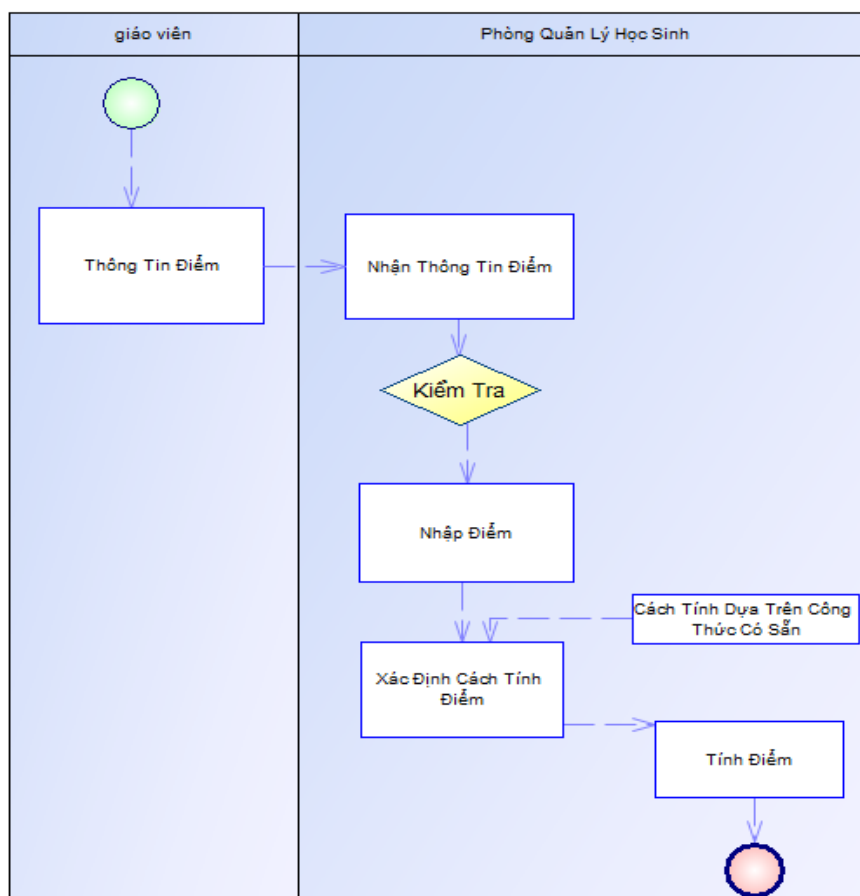 giáo viên
Phòng Quản Lý Học Sinh
Thông Tin Điểm
Nhận Thông Tin Điểm
Kiểm Tra
Nhập Điểm
Cách Tính Dựa Trên Công
Thức Có Sẵn
Xác Định Cách Tính
Điểm
Tính Điểm